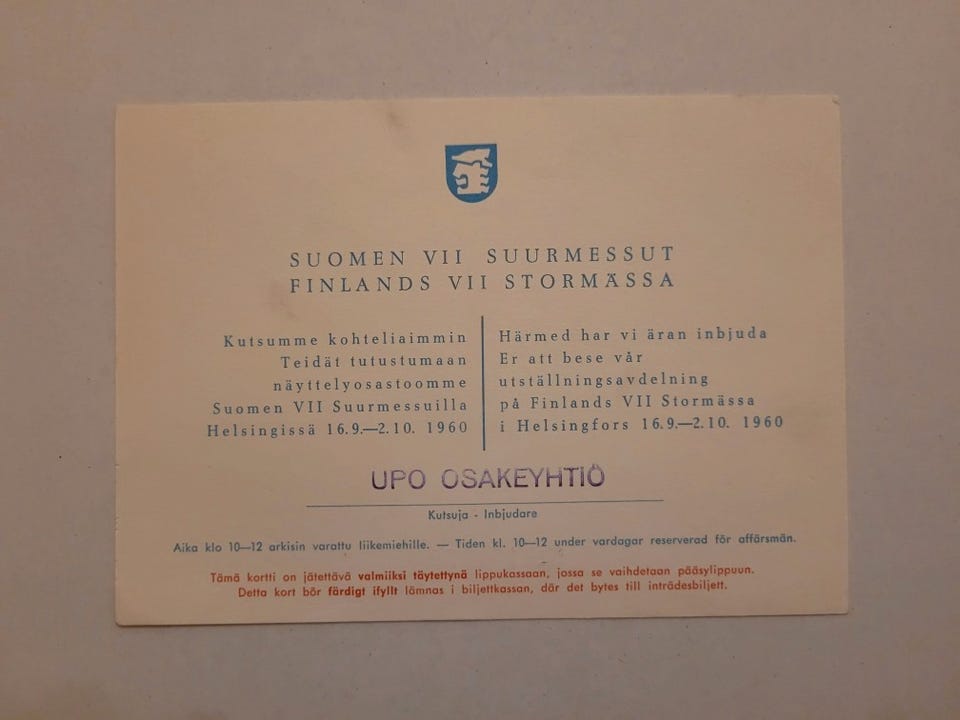 SUOMEN VII SUURMESSUT
FINLANDS VII STORMÄSSA
Kutsumme kohteliaimmin
Teidät tutustumaan
näyttelyosastoomme
Suomen VII Suurmessuilla
Helsingissä 16.9.—2.10. 1960
Härmed har vi äran inbjuda
Er att bese vår
utställningsavdelning
på Finlands VII Stormässa
i Helsingfors 16.9.—2.10. 1960
UPO OSAKEYHTIÖ
Kutsuja - Inbjudare
Aika klo 10—12 arkisin varattu liikemiehille. — Tiden kl. 10—12 under vardagar reserverad för affärsmän.
Tämä kortti on jätettävä valmiiksi täytettynä lippukassaan, jossa se vaihdetaan pääsylippuun.
Detta kort bör färdigt ifyllt lämnas i biljettkassan, där det bytes till inträdesbiljett.